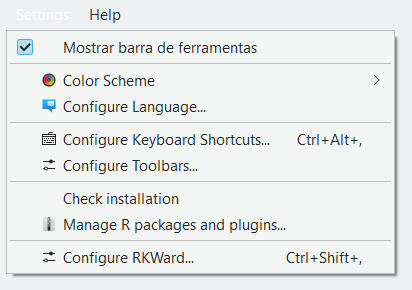 Settings Help
Mostrar barra de ferramentas
Color Scheme
Configure Language...
Configure Keyboard Shortcuts... Ctrl+Alt+,
Configure Toolbars...
Check installation
Manage R packages and plugins...
Configure RKWard... Ctrl+Shift+,